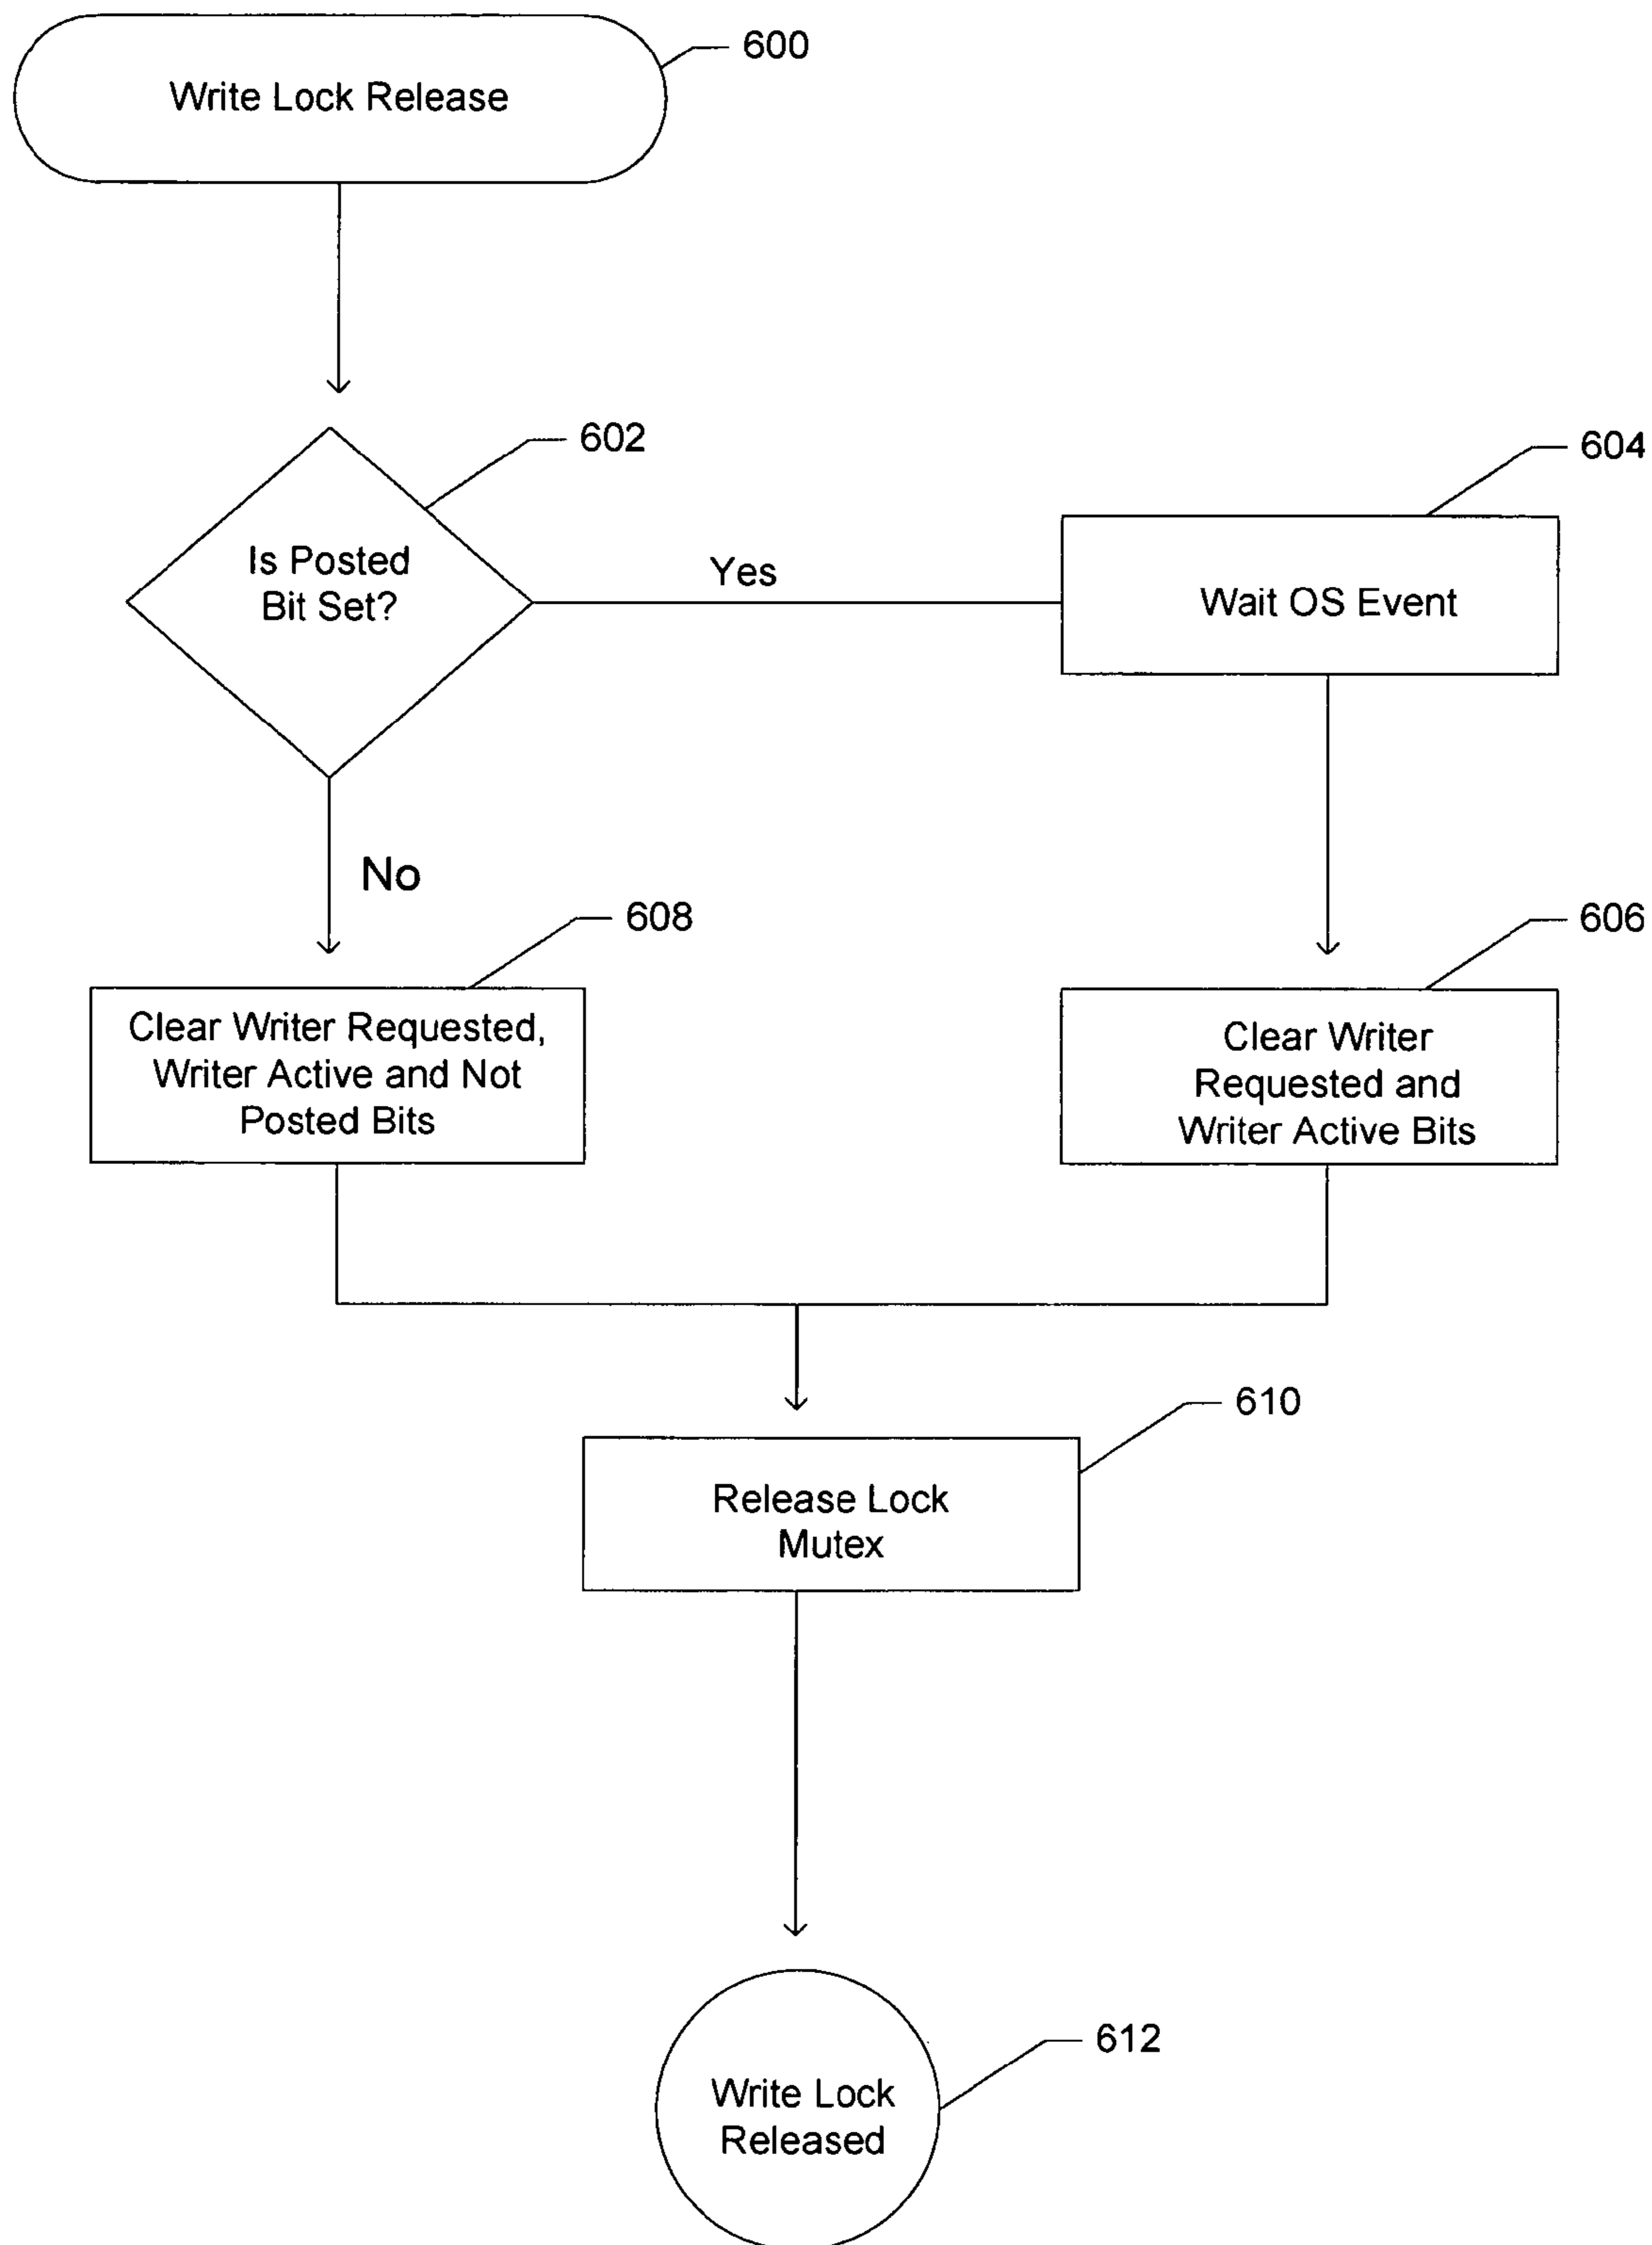 600
Write Lock Release
602
604
Is Posted
Bit Set?
Yes
Wait OS Event
No
608
606
Clear Writer Requested,
Writer Active and Not
Posted Bits
Clear Writer
Requested and
Writer Active Bits
610
Release Lock
Mutex
612
Write Lock
Released